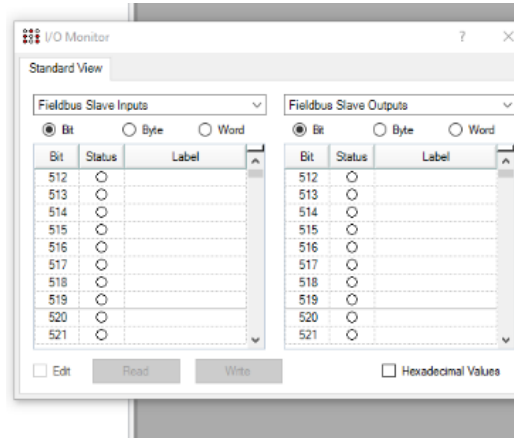 I/O Monitor ?
Standard View
Fieldbus Slave Inputs Fieldbus Slave Outputs
Bit Byte Word Bit Byte Word
Bit Status Label Bit Status Label
512 512
513 513
514 514
515 515
516 516
517 517
518 518
519 519
520 520
521 521
Edit Read Write Hexadecimal Values